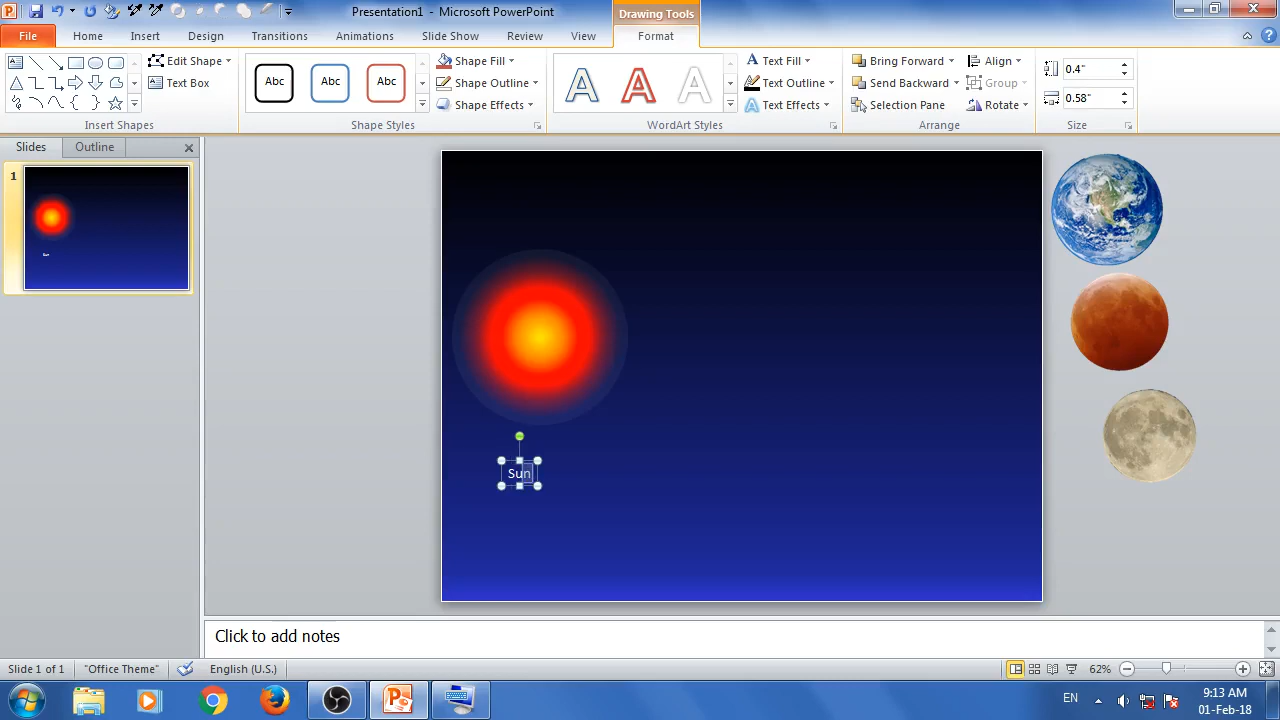 Presentation1 - Microsoft PowerPoint
Drawing Tools
File Home Insert Design Transitions Animations Slide Show Review View Format
Edit Shape
Text Box
Insert Shapes
Abc Abc Abc
Shape Fill
Shape Outline
Shape Effects
Shape Styles
A A A
Text Fill
Text Outline
Text Effects
WordArt Styles
Bring Forward
Send Backward
Selection Pane
Align
Group
Rotate
Arrange
0.4"
0.58"
Size
Slides Outline
1
Sun
Click to add notes
Slide 1 of 1 "Office Theme" English (U.S.) 62%
EN
9:13 AM
01-Feb-18